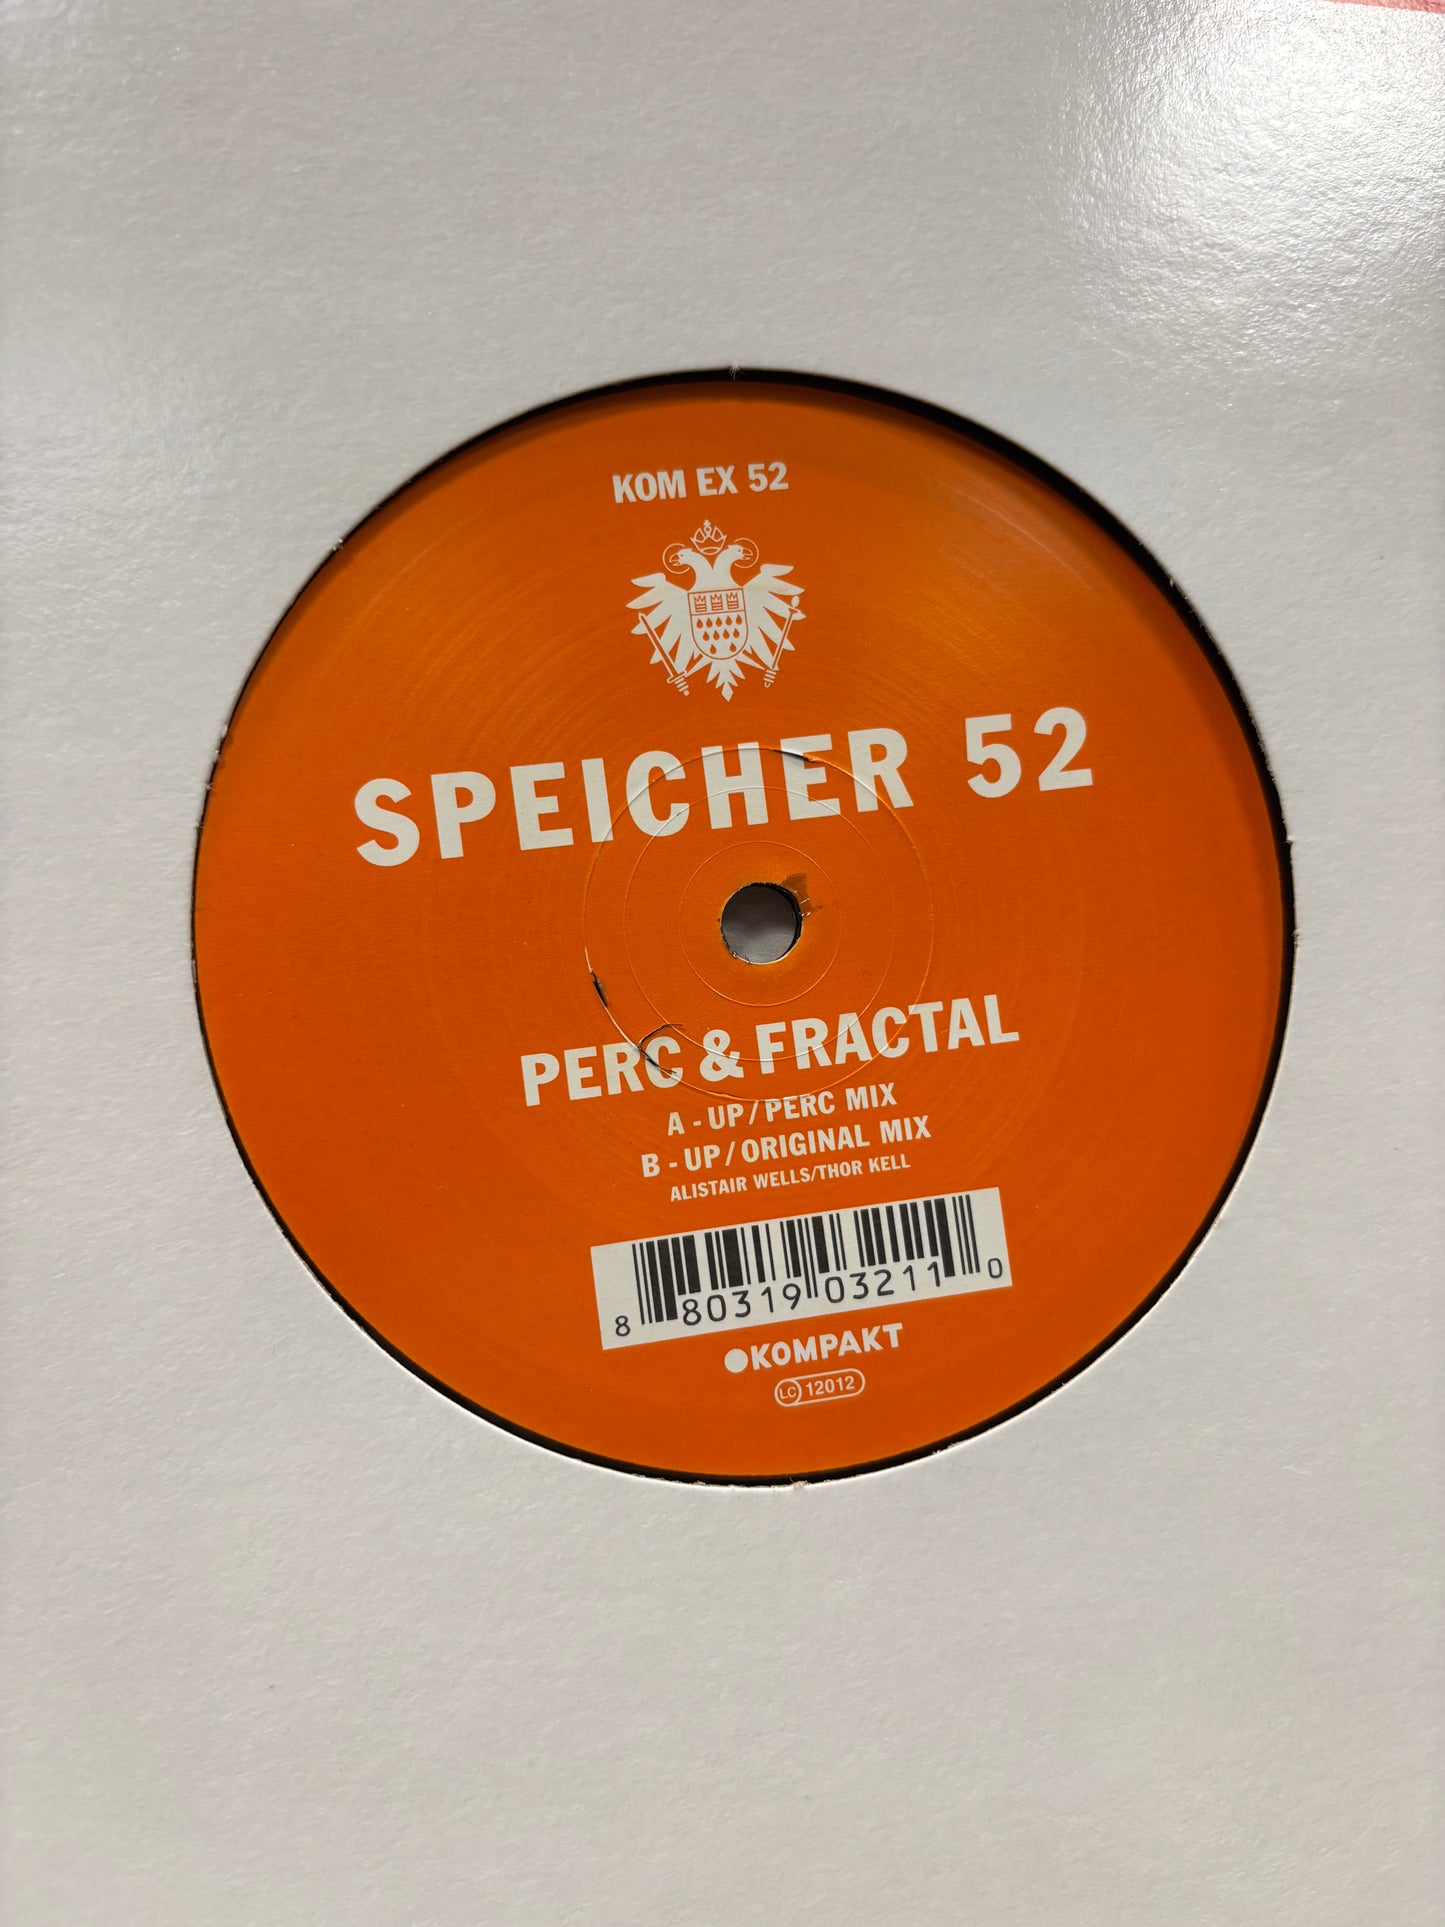 KOM EX 52
SPEICHER 52
PERC & FRACTAL
A - UP / PERC MIX
B - UP / ORIGINAL MIX
ALISTAIR WELLS/THOR KELL
8 80319 03211 0
KOMPAKT
LC 12012